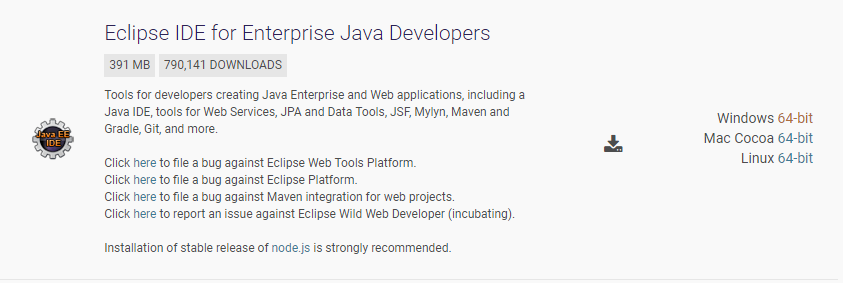 Eclipse IDE for Enterprise Java Developers
391 MB 790,141 DOWNLOADS
Tools for developers creating Java Enterprise and Web applications, including a
Java IDE, tools for Web Services, JPA and Data Tools, JSF, Mylyn, Maven and
Gradle, Git, and more.
Click here to file a bug against Eclipse Web Tools Platform.
Click here to file a bug against Eclipse Platform.
Click here to file a bug against Maven integration for web projects.
Click here to report an issue against Eclipse Wild Web Developer (incubating).
Installation of stable release of node.js is strongly recommended.
Java EE
IDE
Windows 64-bit
Mac Cocoa 64-bit
Linux 64-bit